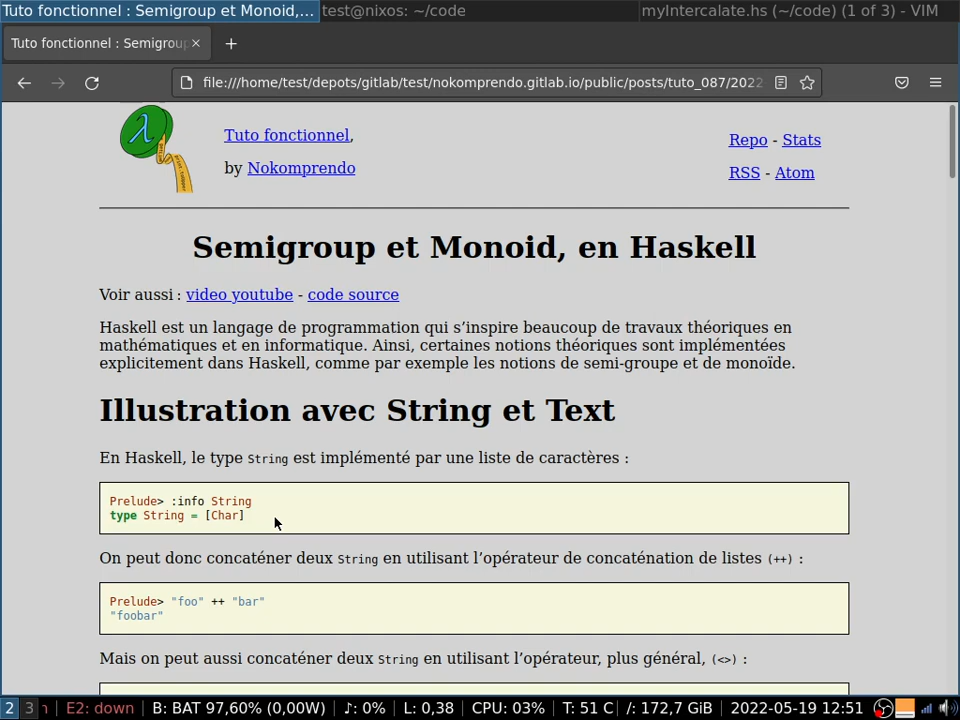 Tuto fonctionnel : Semigroup et Monoid,... test@nixos: ~/code myIntercalate.hs (~/code) (1 of 3) - VIM
Tuto fonctionnel : Semigroup × +
file:///home/test/depots/gitlab/test/nokomprendo.gitlab.io/public/posts/tuto_087/2022
λ
Tuto fonctionnel,
Repo - Stats
by Nokomprendo
RSS - Atom
Semigroup et Monoid, en Haskell
Voir aussi : video youtube - code source
Haskell est un langage de programmation qui s’inspire beaucoup de travaux théoriques en
mathématiques et en informatique. Ainsi, certaines notions théoriques sont implémentées
explicitement dans Haskell, comme par exemple les notions de semi-groupe et de monoïde.
Illustration avec String et Text
En Haskell, le type String est implémenté par une liste de caractères :
Prelude> :info String
type String = [Char]
On peut donc concaténer deux String en utilisant l’opérateur de concaténation de listes (++) :
Prelude> "foo" ++ "bar"
"foobar"
Mais on peut aussi concaténer deux String en utilisant l’opérateur, plus général, (<>) :
2 3 n | E2: down | B: BAT 97,60% (0,00W) | ♪: 0% | L: 0,38 | CPU: 03% | T: 51 C | /: 172,7 GiB | 2022-05-19 12:51